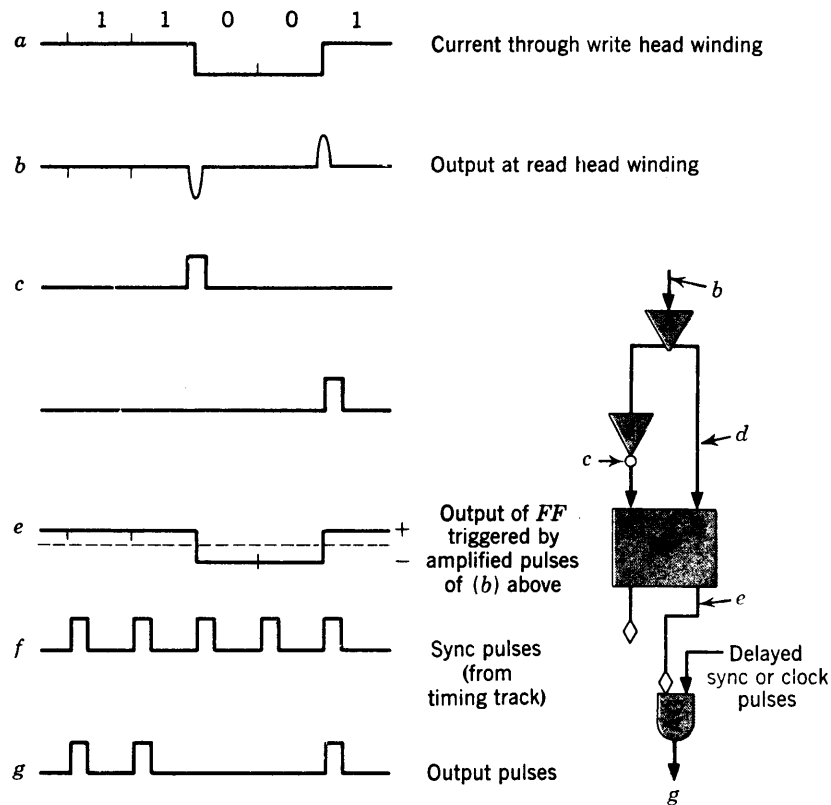 1 1 0 0 1
a
Current through write head winding
b
Output at read head winding
c
b
d
c
e
+
−
Output of FF
triggered by
amplified pulses
of (b) above
e
f
Sync pulses
(from
timing track)
Delayed
sync or clock
pulses
g
Output pulses
g